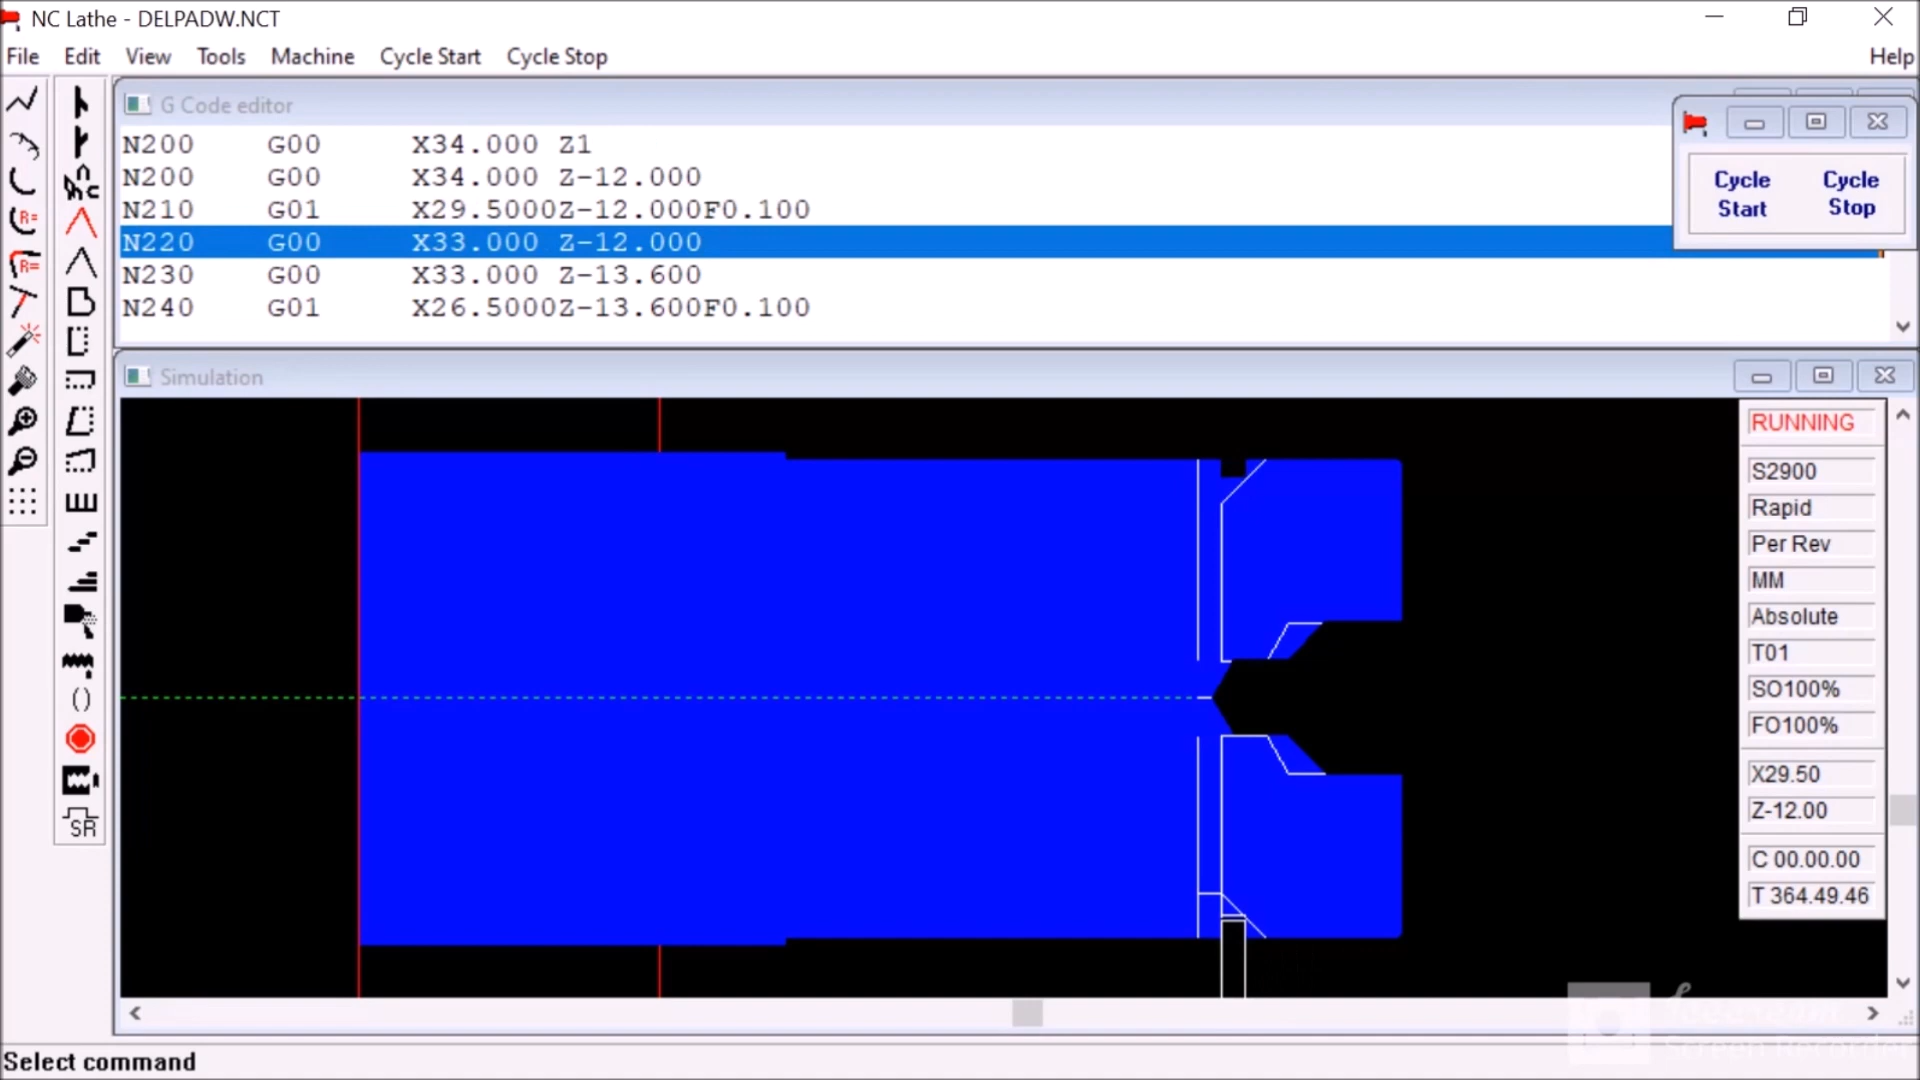 NC Lathe - DELPADW.NCT
File Edit View Tools Machine Cycle Start Cycle Stop Help
G Code editor
N200 G00 X34.000 Z1
N200 G00 X34.000 Z-12.000
N210 G01 X29.5000Z-12.000F0.100
N220 G00 X33.000 Z-12.000
N230 G00 X33.000 Z-13.600
N240 G01 X26.5000Z-13.600F0.100
Cycle Start
Cycle Stop
R=
R=
( )
SR
Simulation
RUNNING
S2900
Rapid
Per Rev
MM
Absolute
T01
SO100%
FO100%
X29.50
Z-12.00
C 00.00.00
T 364.49.46
Screen Recorder
Select command